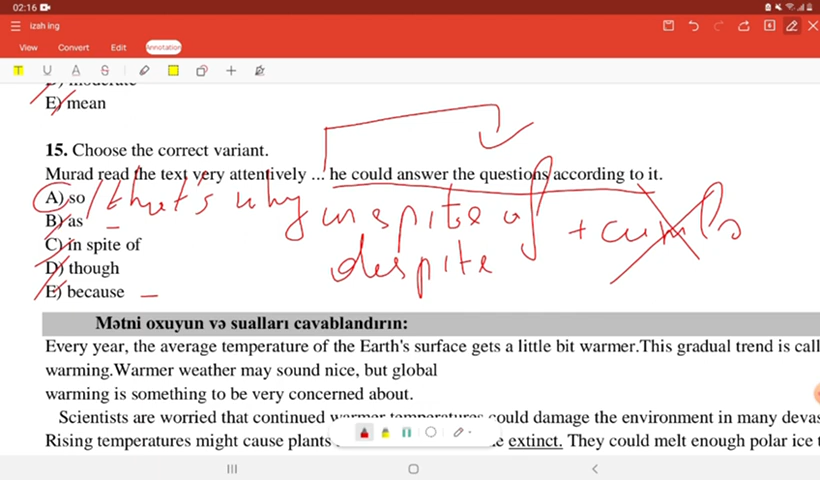 02:16
izah ing
View Convert Edit Annotation
E) mean
15. Choose the correct variant.
Murad read the text very attentively ... he could answer the questions according to it.
A) so / that's why
B) as
in spite of
despite
C) in spite of
D) though
E) because
Mətni oxuyun və sualları cavablandırın:
Every year, the average temperature of the Earth's surface gets a little bit warmer.This gradual trend is call
warming.Warmer weather may sound nice, but global
warming is something to be very concerned about.
Scientists are worried that continued warmer temperatures could damage the environment in many devas
Rising temperatures might cause plants extinct. They could melt enough polar ice t